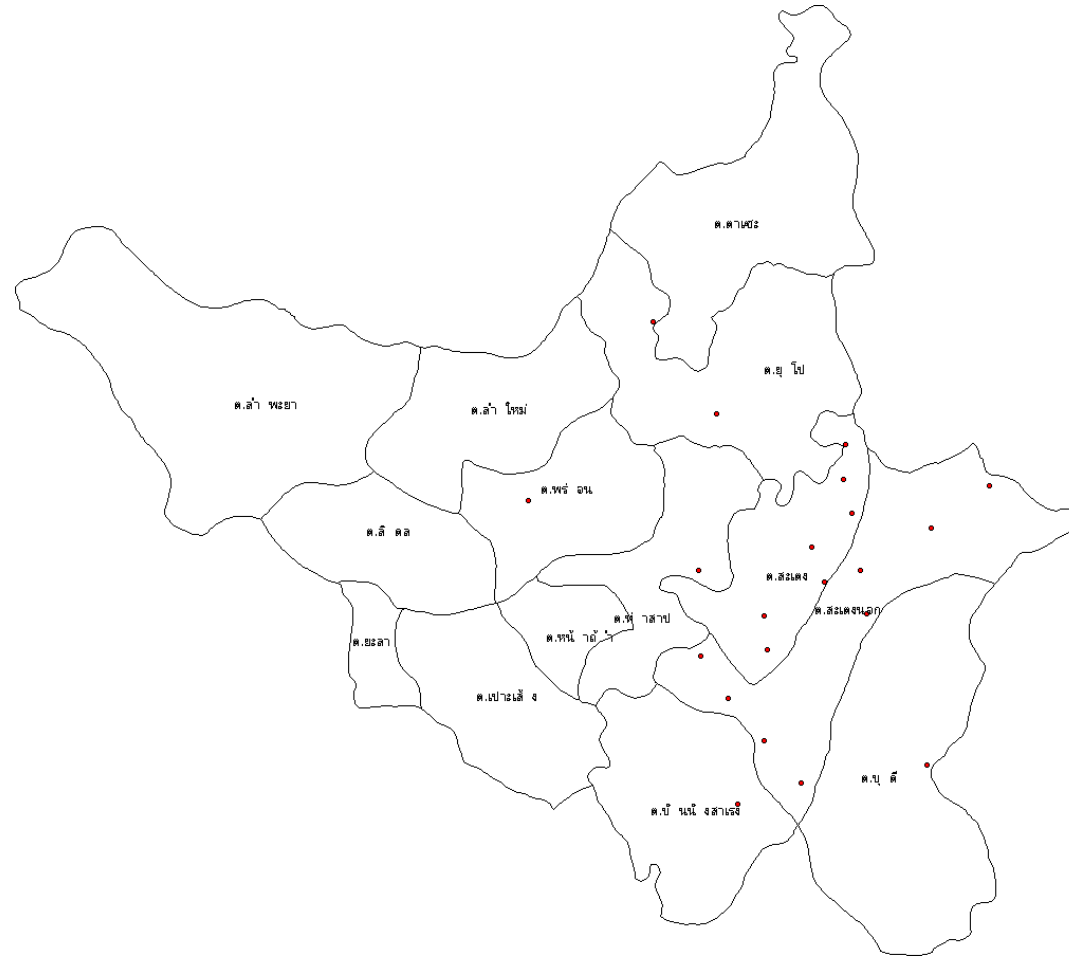 ต.ตาเซะ
ต.ยุ โป
ต.ลำ พะยา
ต.ลำ ใหม่
ต.พร่ อน
ต.ลิ ดล
ต.สะเตง
ต.สะเตงนอก
ต.ท่ าสาป
ต.หน้ าถ้ ำ
ต.ยะลา
ต.เปาะเส้ ง
ต.บุ ดี
ต.บั นนั งสาเรง